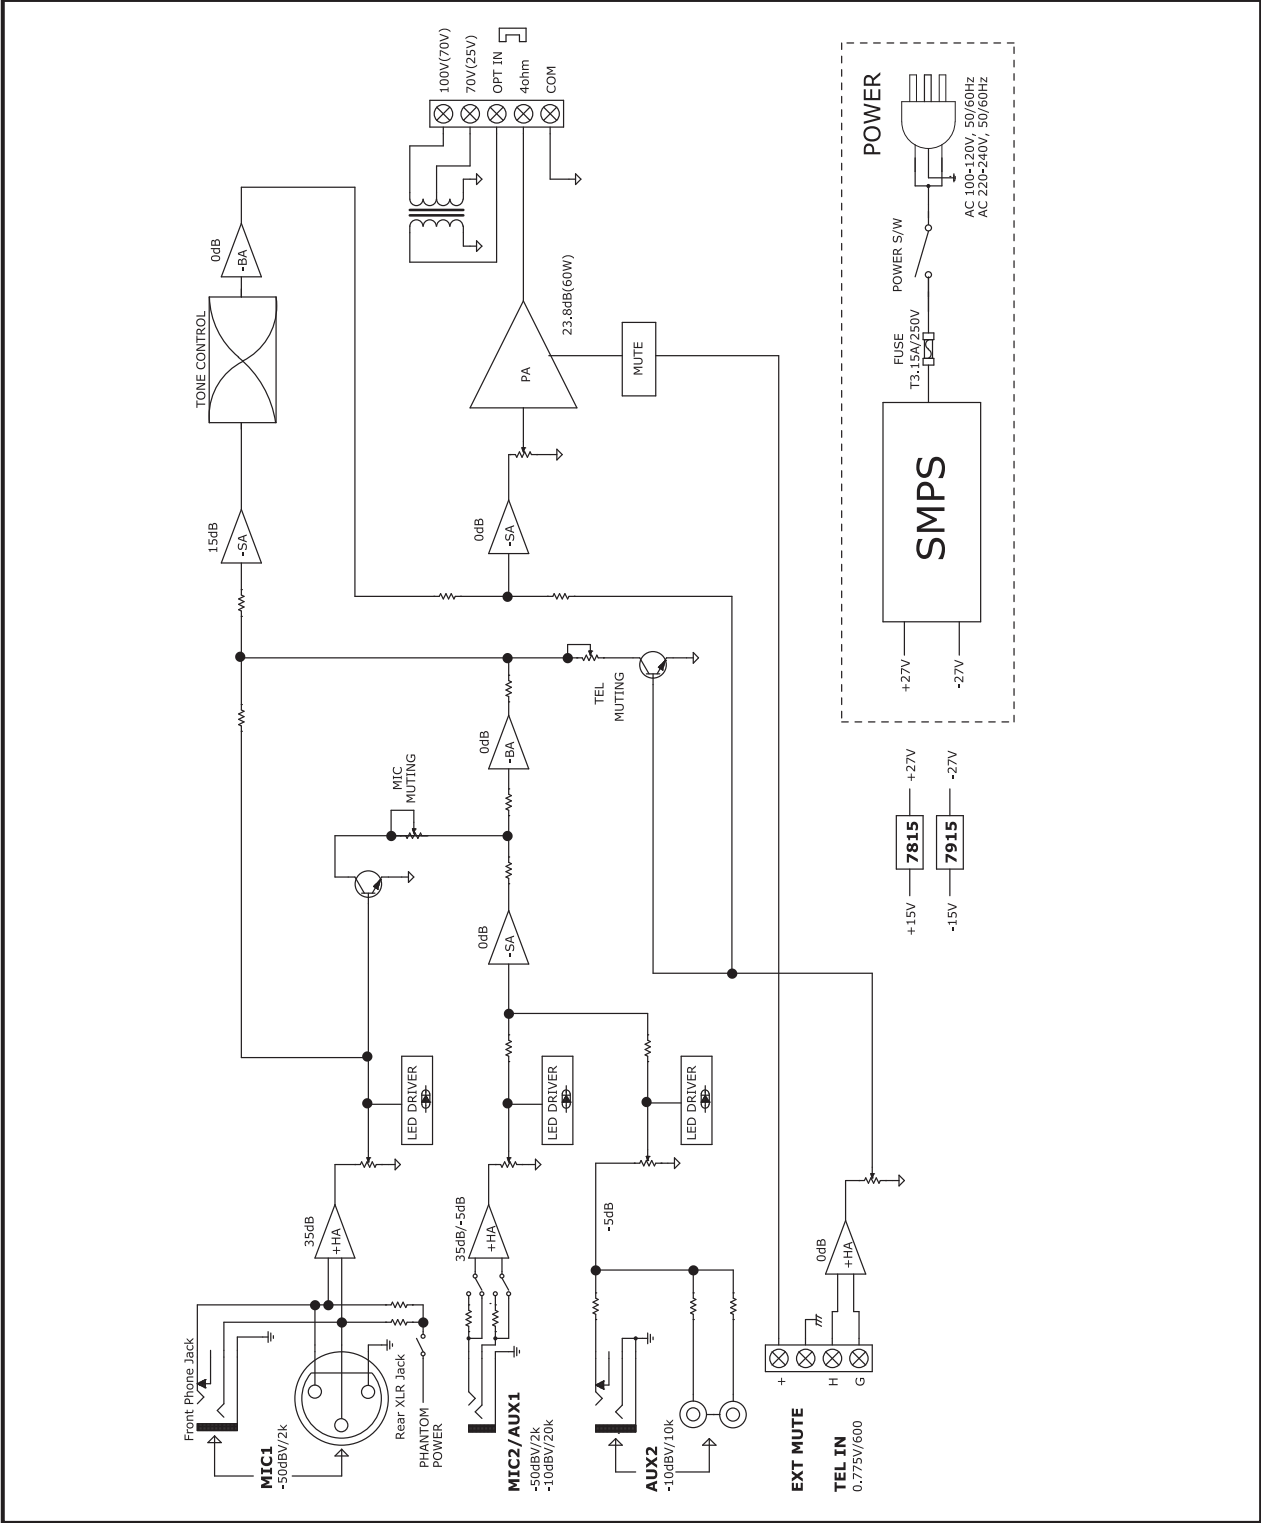 Front Phone Jack
MIC1
-50dBV/2k
Rear XLR Jack
PHANTOM
POWER
35dB
+HA
LED DRIVER
MIC
MUTING
15dB
-SA
TONE CONTROL
0dB
-BA
MIC2/AUX1
-50dBV/2k
-10dBV/20k
35dB/-5dB
+HA
LED DRIVER
0dB
-SA
0dB
-BA
TEL
MUTING
0dB
-SA
PA
23.8dB(60W)
MUTE
100V(70V)
70V(25V)
OPT IN
4ohm
COM
AUX2
-10dBV/10k
-5dB
LED DRIVER
EXT MUTE
TEL IN
0.775V/600
+
H
G
0dB
+HA
+15V
7815
+27V
-15V
7915
-27V
+27V
-27V
SMPS
FUSE
T3.15A/250V
POWER S/W
POWER
AC 100-120V, 50/60Hz
AC 220-240V, 50/60Hz